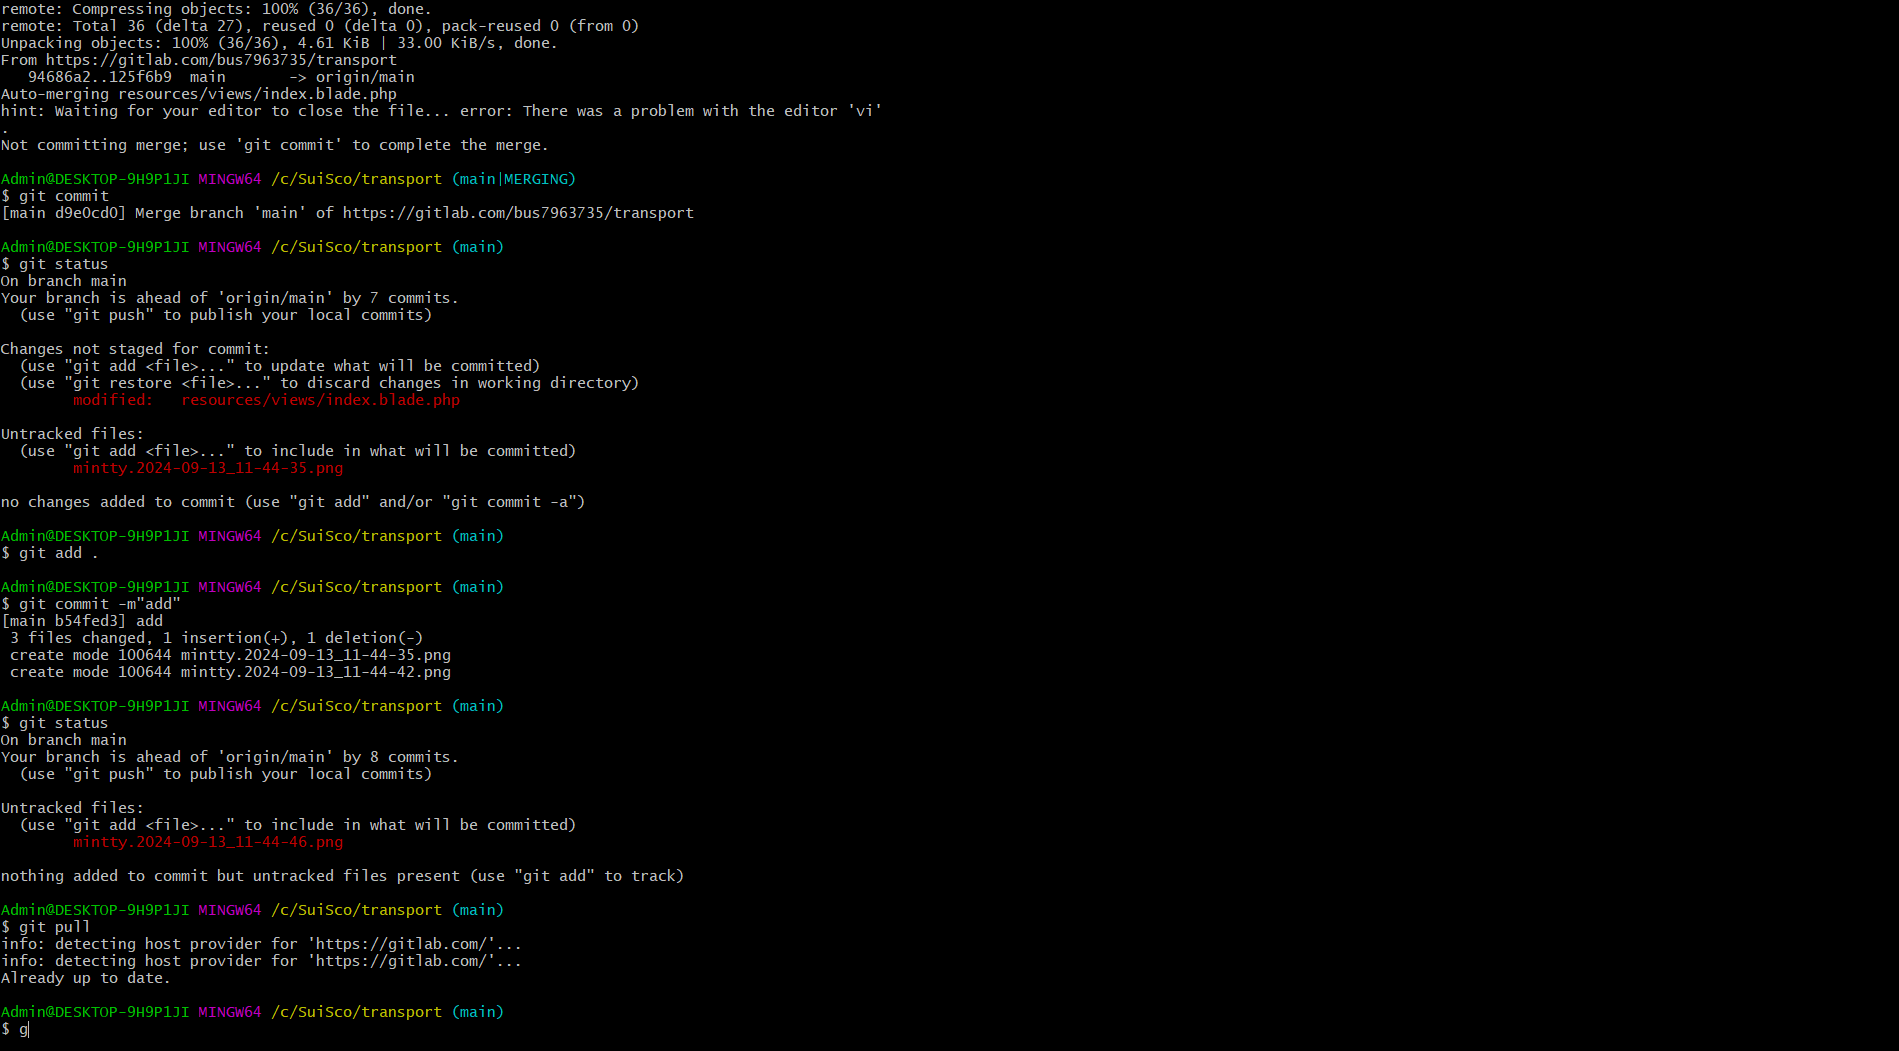 remote: Compressing objects: 100% (36/36), done.
remote: Total 36 (delta 27), reused 0 (delta 0), pack-reused 0 (from 0)
Unpacking objects: 100% (36/36), 4.61 KiB | 33.00 KiB/s, done.
From https://gitlab.com/bus7963735/transport
   94686a2..125f6b9  main       -> origin/main
Auto-merging resources/views/index.blade.php
hint: Waiting for your editor to close the file... error: There was a problem with the editor 'vi'
.
Not committing merge; use 'git commit' to complete the merge.

Admin@DESKTOP-9H9P1JI MINGW64 /c/SuiSco/transport (main|MERGING)
$ git commit
[main d9e0cd0] Merge branch 'main' of https://gitlab.com/bus7963735/transport

Admin@DESKTOP-9H9P1JI MINGW64 /c/SuiSco/transport (main)
$ git status
On branch main
Your branch is ahead of 'origin/main' by 7 commits.
  (use "git push" to publish your local commits)

Changes not staged for commit:
  (use "git add <file>..." to update what will be committed)
  (use "git restore <file>..." to discard changes in working directory)
        modified:   resources/views/index.blade.php

Untracked files:
  (use "git add <file>..." to include in what will be committed)
        mintty.2024-09-13_11-44-35.png

no changes added to commit (use "git add" and/or "git commit -a")

Admin@DESKTOP-9H9P1JI MINGW64 /c/SuiSco/transport (main)
$ git add .

Admin@DESKTOP-9H9P1JI MINGW64 /c/SuiSco/transport (main)
$ git commit -m"add"
[main b54fed3] add
 3 files changed, 1 insertion(+), 1 deletion(-)
 create mode 100644 mintty.2024-09-13_11-44-35.png
 create mode 100644 mintty.2024-09-13_11-44-42.png

Admin@DESKTOP-9H9P1JI MINGW64 /c/SuiSco/transport (main)
$ git status
On branch main
Your branch is ahead of 'origin/main' by 8 commits.
  (use "git push" to publish your local commits)

Untracked files:
  (use "git add <file>..." to include in what will be committed)
        mintty.2024-09-13_11-44-46.png

nothing added to commit but untracked files present (use "git add" to track)

Admin@DESKTOP-9H9P1JI MINGW64 /c/SuiSco/transport (main)
$ git pull
info: detecting host provider for 'https://gitlab.com/'...
info: detecting host provider for 'https://gitlab.com/'...
Already up to date.

Admin@DESKTOP-9H9P1JI MINGW64 /c/SuiSco/transport (main)
$ g